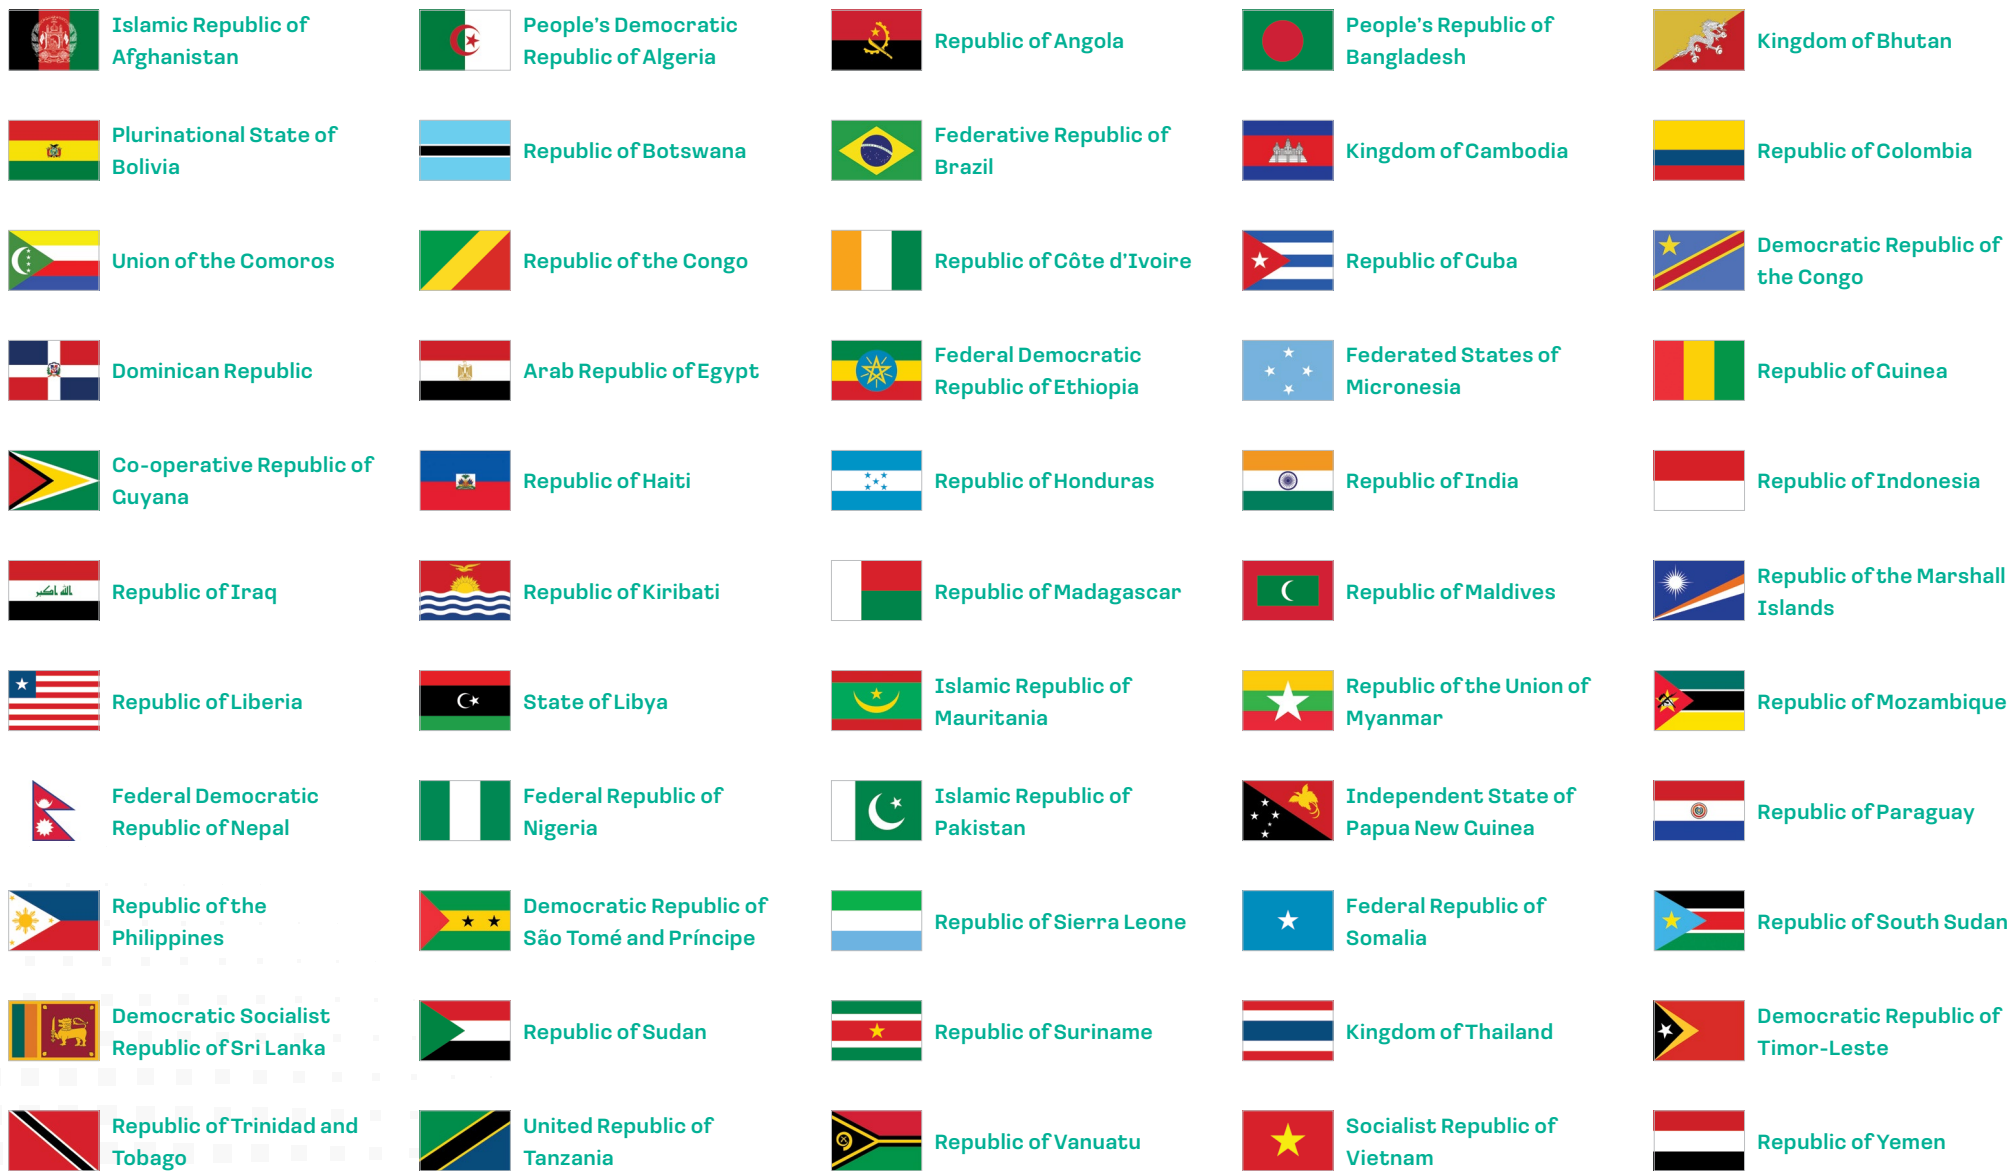 Islamic Republic of
Afghanistan
People's Democratic
Republic of Algeria
Republic of Angola
People's Republic of
Bangladesh
Kingdom of Bhutan
Plurinational State of
Bolivia
Republic of Botswana
Federative Republic of
Brazil
Kingdom of Cambodia
Republic of Colombia
Union of the Comoros
Republic of the Congo
Republic of Côte d'Ivoire
Republic of Cuba
Democratic Republic of
the Congo
Dominican Republic
Arab Republic of Egypt
Federal Democratic
Republic of Ethiopia
Federated States of
Micronesia
Republic of Guinea
Co-operative Republic of
Guyana
Republic of Haiti
Republic of Honduras
Republic of India
Republic of Indonesia
الله اكبر
Republic of Iraq
Republic of Kiribati
Republic of Madagascar
Republic of Maldives
Republic of the Marshall
Islands
Republic of Liberia
State of Libya
Islamic Republic of
Mauritania
Republic of the Union of
Myanmar
Republic of Mozambique
Federal Democratic
Republic of Nepal
Federal Republic of
Nigeria
Islamic Republic of
Pakistan
Independent State of
Papua New Guinea
Republic of Paraguay
Republic of the
Philippines
Democratic Republic of
São Tomé and Príncipe
Republic of Sierra Leone
Federal Republic of
Somalia
Republic of South Sudan
Democratic Socialist
Republic of Sri Lanka
Republic of Sudan
Republic of Suriname
Kingdom of Thailand
Democratic Republic of
Timor-Leste
Republic of Trinidad and
Tobago
United Republic of
Tanzania
Republic of Vanuatu
Socialist Republic of
Vietnam
Republic of Yemen